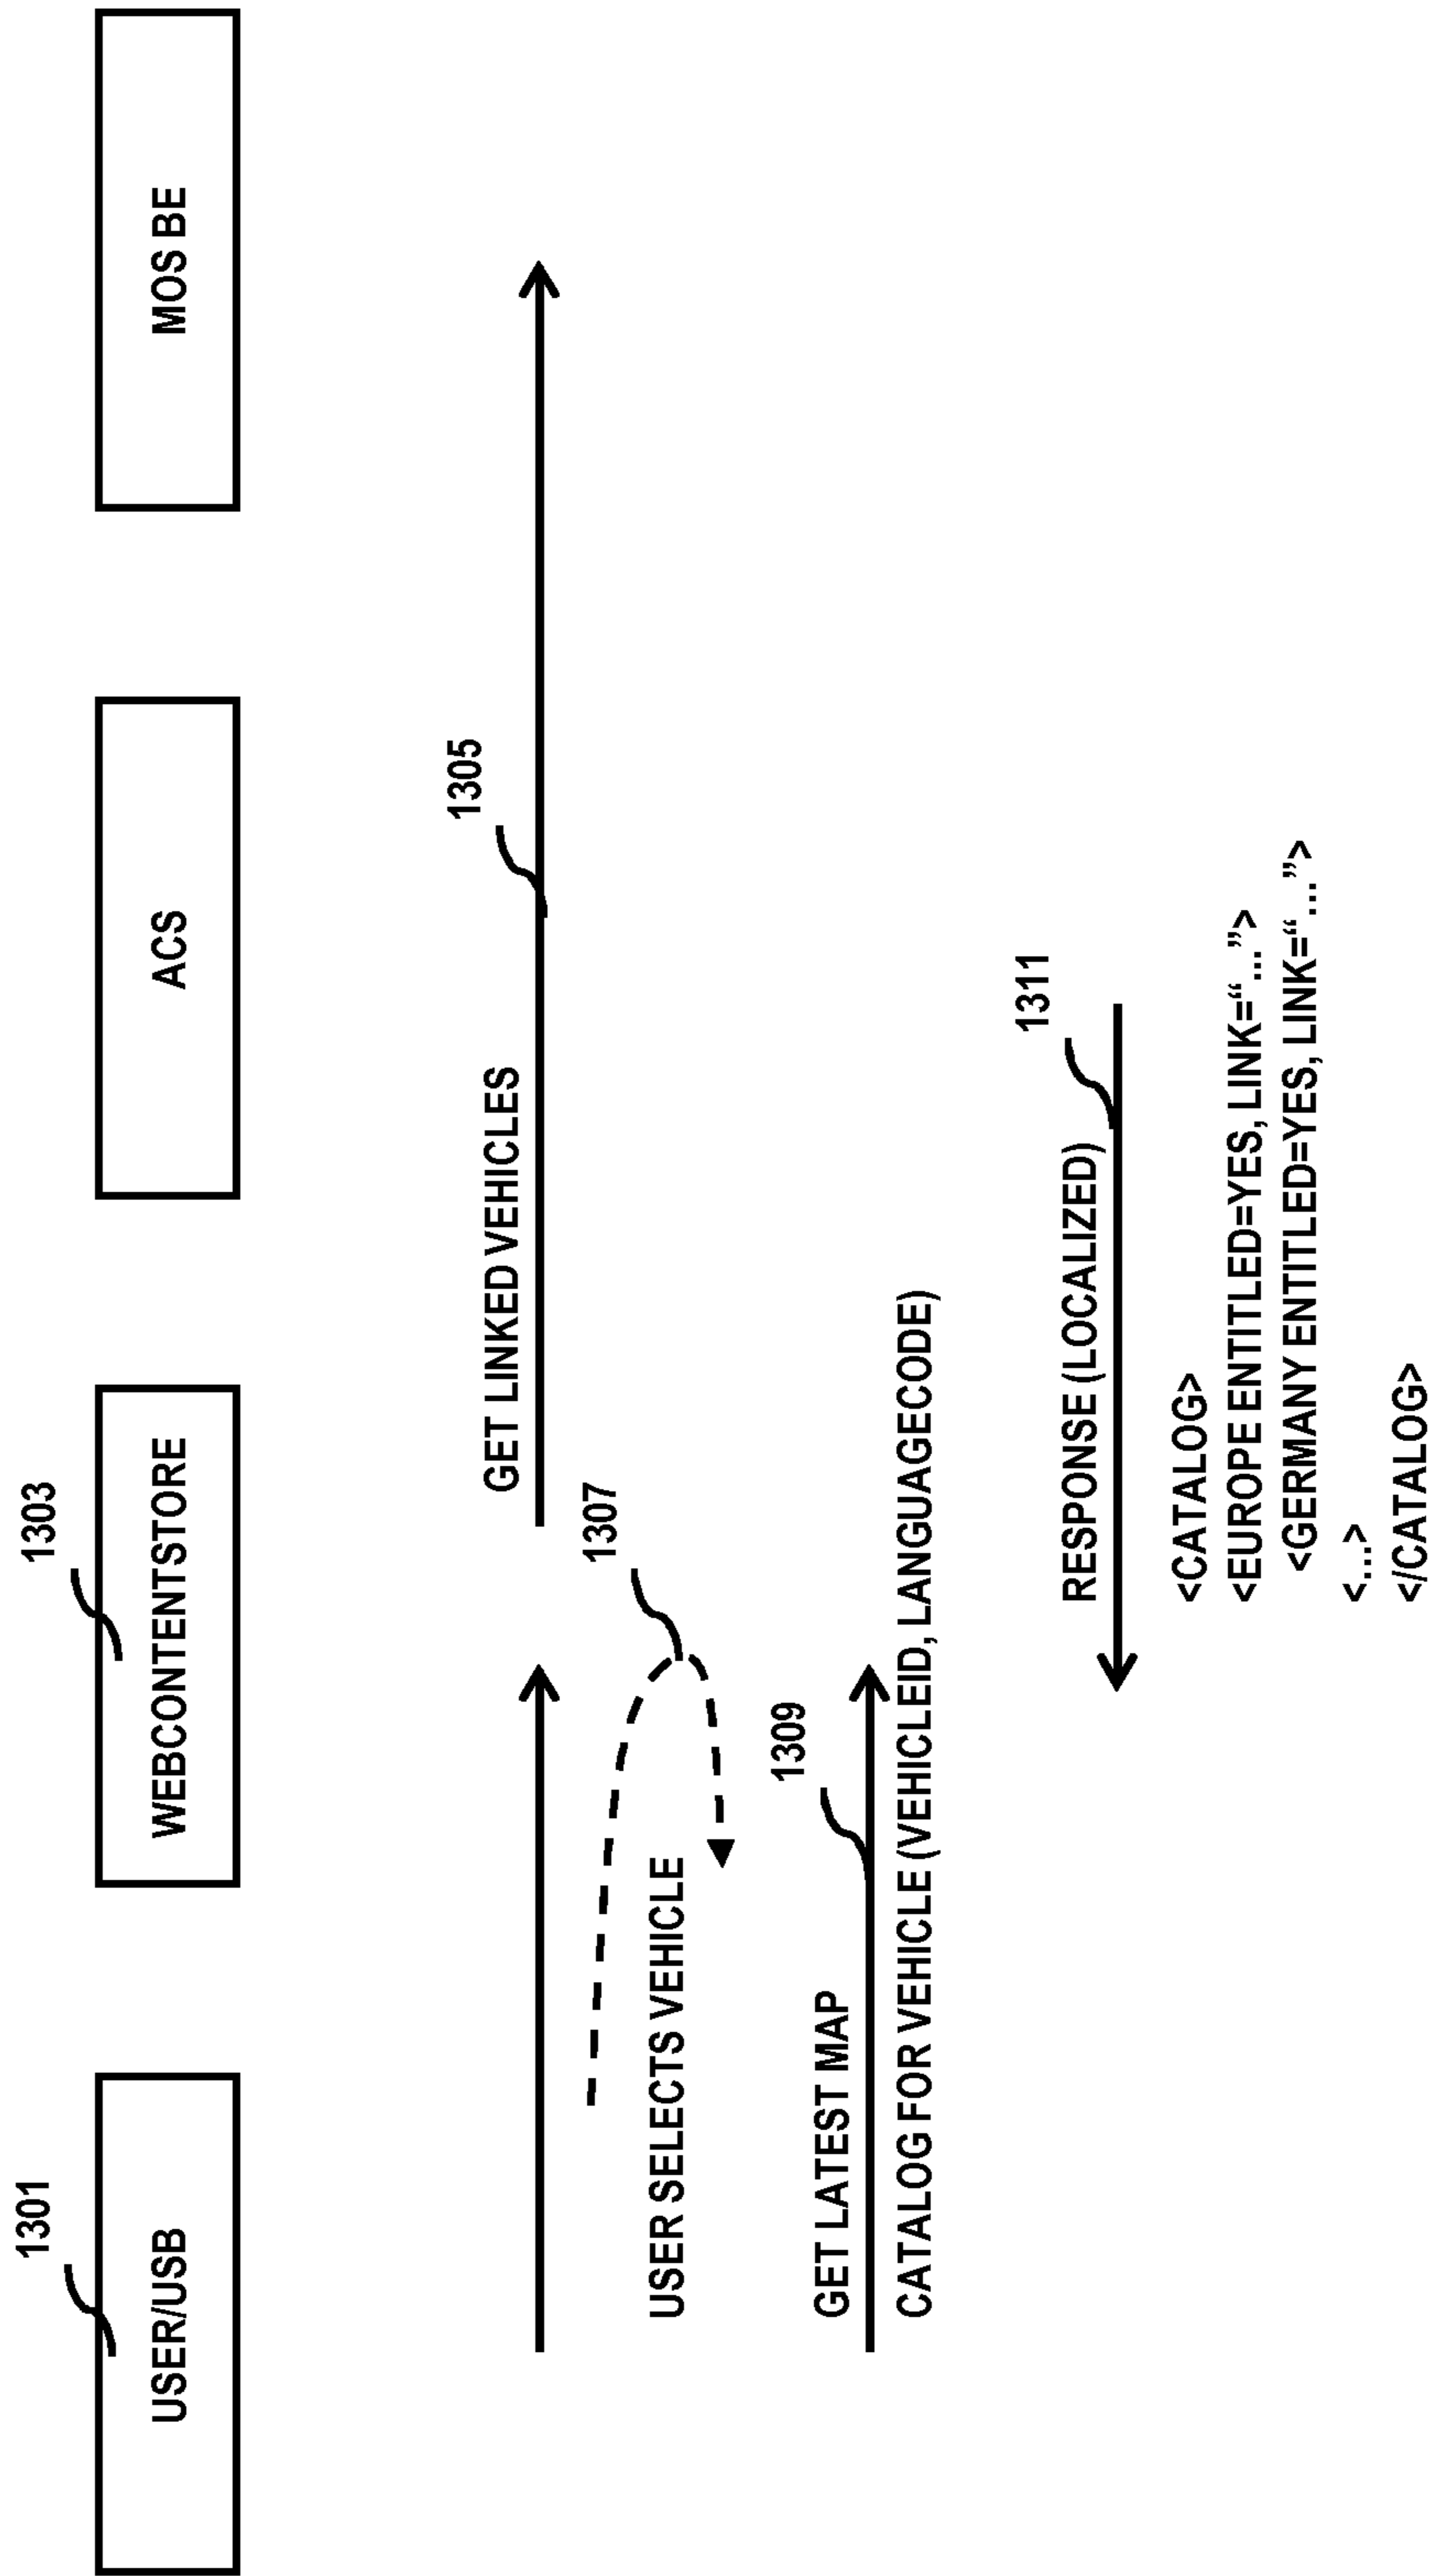 1301
1303
USER/USB
WEBCONTENTSTORE
ACS
MOS BE
1305
GET LINKED VEHICLES
1307
USER SELECTS VEHICLE
1309
GET LATEST MAP
CATALOG FOR VEHICLE (VEHICLEID, LANGUAGECODE)
1311
RESPONSE (LOCALIZED)
<CATALOG>
<EUROPE ENTITLED=YES, LINK=“...”>
<GERMANY ENTITLED=YES, LINK=“...”>
<...>
</CATALOG>